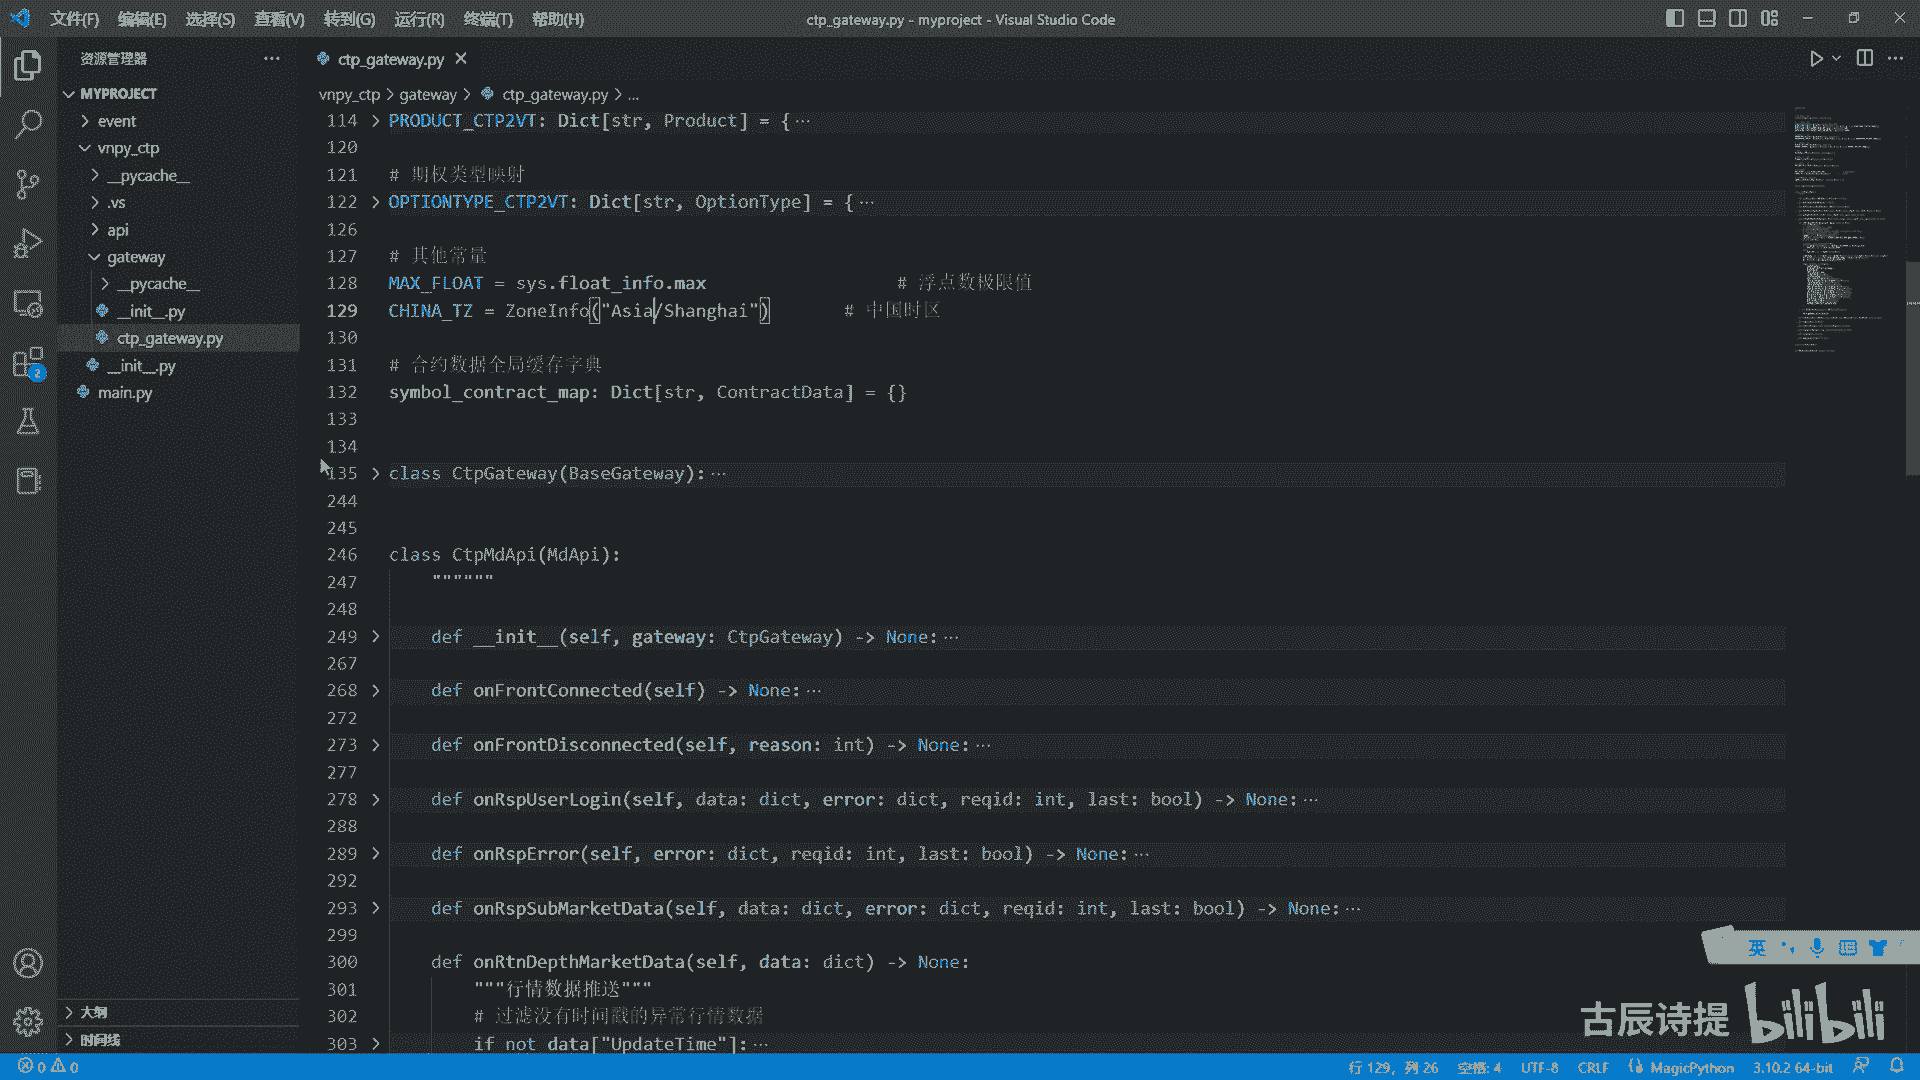 文件(F) 编辑(E) 选择(S) 查看(V) 转到(G) 运行(R) 终端(T) 帮助(H)
ctp_gateway.py - myproject - Visual Studio Code
资源管理器
MYPROJECT
event
vnpy_ctp
__pycache__
.vs
api
gateway
__pycache__
__init__.py
ctp_gateway.py
__init__.py
main.py
大纲
时间线
2
ctp_gateway.py
vnpy_ctp > gateway > ctp_gateway.py > ...
114 PRODUCT_CTP2VT: Dict[str, Product] = {···
120
121 # 期权类型映射
122 OPTIONTYPE_CTP2VT: Dict[str, OptionType] = {···
126
127 # 其他常量
128 MAX_FLOAT = sys.float_info.max # 浮点数极限值
129 CHINA_TZ = ZoneInfo("Asia/Shanghai") # 中国时区
130
131 # 合约数据全局缓存字典
132 symbol_contract_map: Dict[str, ContractData] = {}
133
134
135 class CtpGateway(BaseGateway):···
244
245
246 class CtpMdApi(MdApi):
247 """"""
248
249 def __init__(self, gateway: CtpGateway) -> None:···
267
268 def onFrontConnected(self) -> None:···
272
273 def onFrontDisconnected(self, reason: int) -> None:···
277
278 def onRspUserLogin(self, data: dict, error: dict, reqid: int, last: bool) -> None:···
288
289 def onRspError(self, error: dict, reqid: int, last: bool) -> None:···
292
293 def onRspSubMarketData(self, data: dict, error: dict, reqid: int, last: bool) -> None:···
299
300 def onRtnDepthMarketData(self, data: dict) -> None:
301 """行情数据推送"""
302 # 过滤没有时间戳的异常行情数据
303 if not data["UpdateTime"]:···
英
古辰诗提 bilibili
0 0
行 129, 列 26 空格: 4 UTF-8 CRLF MagicPython 3.10.2 64-bit